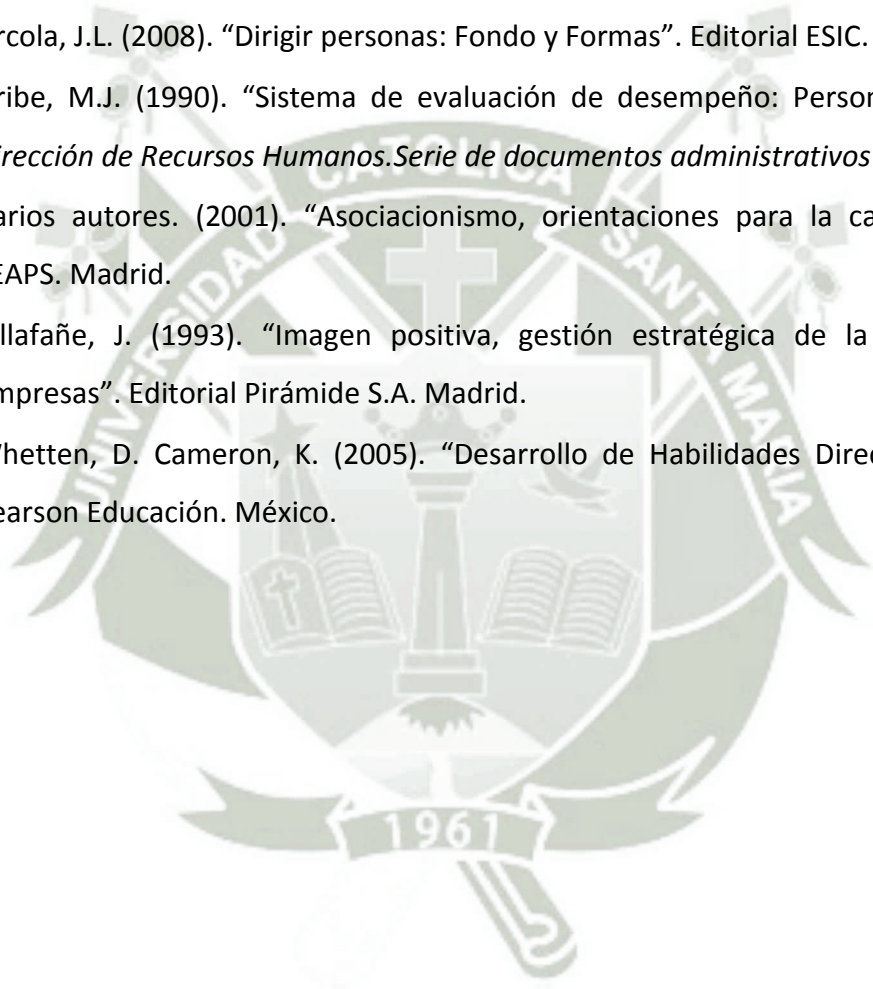 rcola, J.L. (2008). “Dirigir personas: Fondo y Formas”. Editorial ESIC.
ribe, M.J. (1990). “Sistema de evaluación de desempeño: Person
irección de Recursos Humanos.Serie de documentos administrativos
arios autores. (2001). “Asociacionismo, orientaciones para la ca
EAPS. Madrid.
llafañe, J. (1993). “Imagen positiva, gestión estratégica de la
mpresas”. Editorial Pirámide S.A. Madrid.
hetten, D. Cameron, K. (2005). “Desarrollo de Habilidades Direc
earson Educación. México.
UNIVERSIDAD CATOLICA SANTA MARIA
1961